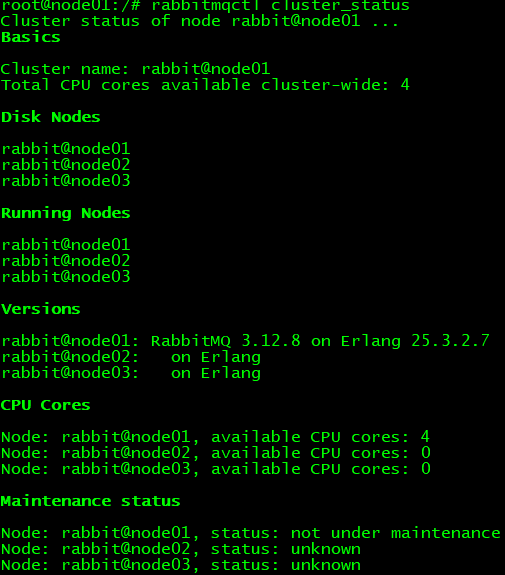 root@node01:/# rabbitmqctl cluster_status
Cluster status of node rabbit@node01 ...
Basics
Cluster name: rabbit@node01
Total CPU cores available cluster-wide: 4
Disk Nodes
rabbit@node01
rabbit@node02
rabbit@node03
Running Nodes
rabbit@node01
rabbit@node02
rabbit@node03
Versions
rabbit@node01: RabbitMQ 3.12.8 on Erlang 25.3.2.7
rabbit@node02:   on Erlang
rabbit@node03:   on Erlang
CPU Cores
Node: rabbit@node01, available CPU cores: 4
Node: rabbit@node02, available CPU cores: 0
Node: rabbit@node03, available CPU cores: 0
Maintenance status
Node: rabbit@node01, status: not under maintenance
Node: rabbit@node02, status: unknown
Node: rabbit@node03, status: unknown